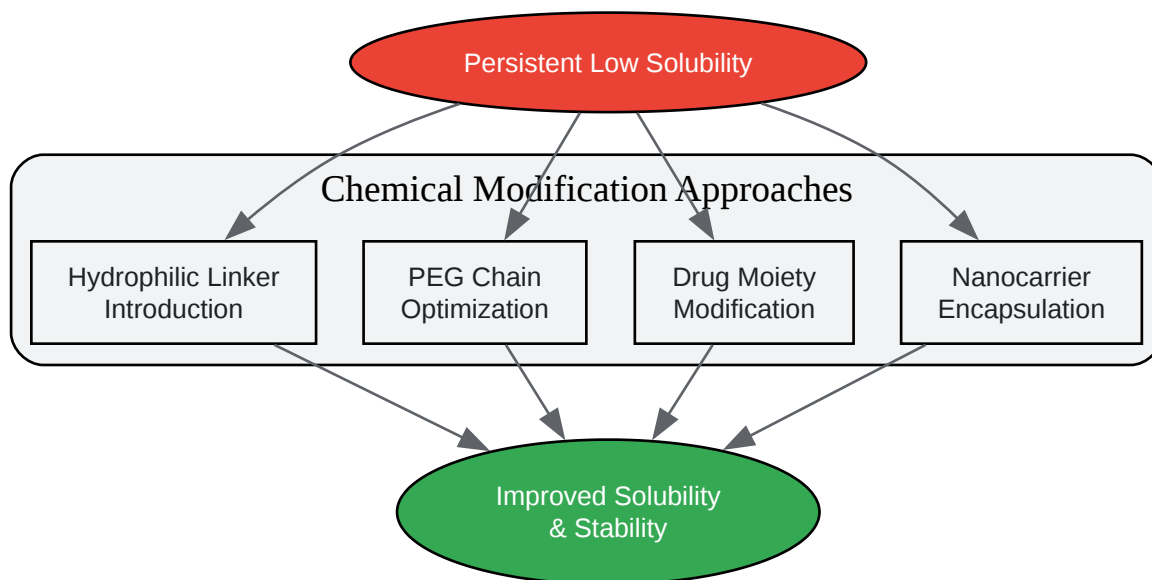 Persistent Low Solubility
Chemical Modification Approaches
Hydrophilic Linker
Introduction
PEG Chain
Optimization
Drug Moiety
Modification
Nanocarrier
Encapsulation
Improved Solubility
& Stability